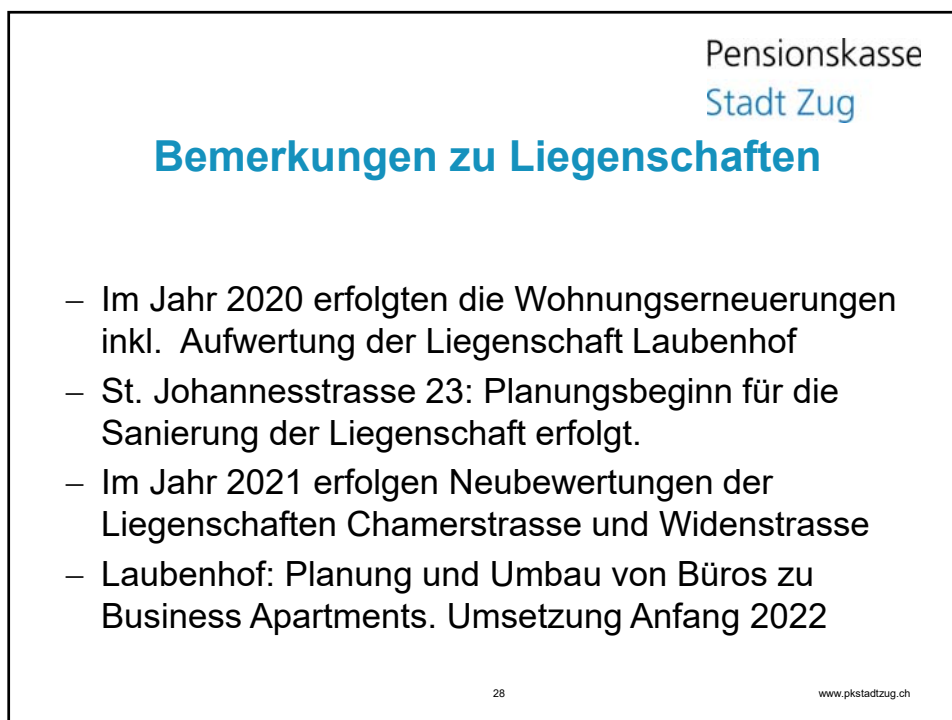 Pensionskasse
Stadt Zug
Bemerkungen zu Liegenschaften
– Im Jahr 2020 erfolgten die Wohnungserneuerungen
inkl.  Aufwertung der Liegenschaft Laubenhof
– St. Johannesstrasse 23: Planungsbeginn für die
Sanierung der Liegenschaft erfolgt.
– Im Jahr 2021 erfolgen Neubewertungen der
Liegenschaften Chamerstrasse und Widenstrasse
– Laubenhof: Planung und Umbau von Büros zu
Business Apartments. Umsetzung Anfang 2022
28 www.pkstadtzug.ch